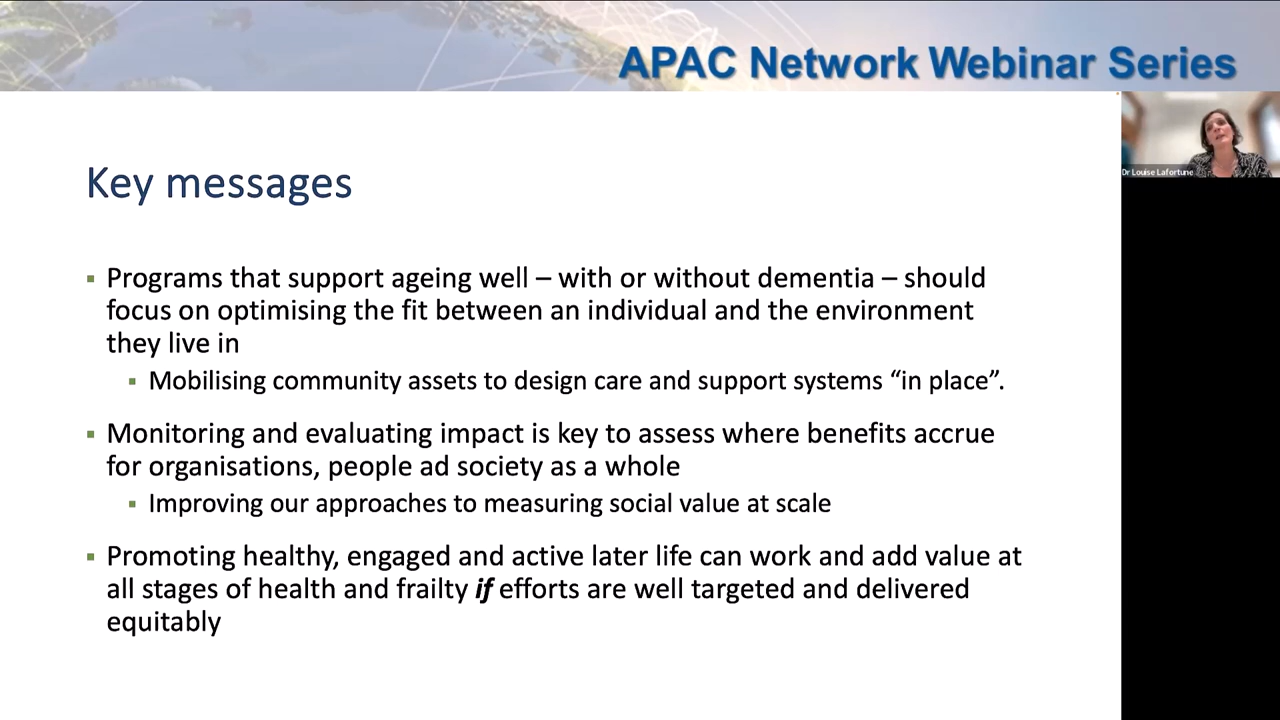 APAC Network Webinar Series
Dr Louise Lafortune
Key messages
▪ Programs that support ageing well – with or without dementia – should
focus on optimising the fit between an individual and the environment
they live in
▪ Mobilising community assets to design care and support systems “in place”.
▪ Monitoring and evaluating impact is key to assess where benefits accrue
for organisations, people ad society as a whole
▪ Improving our approaches to measuring social value at scale
▪ Promoting healthy, engaged and active later life can work and add value at
all stages of health and frailty if efforts are well targeted and delivered
equitably